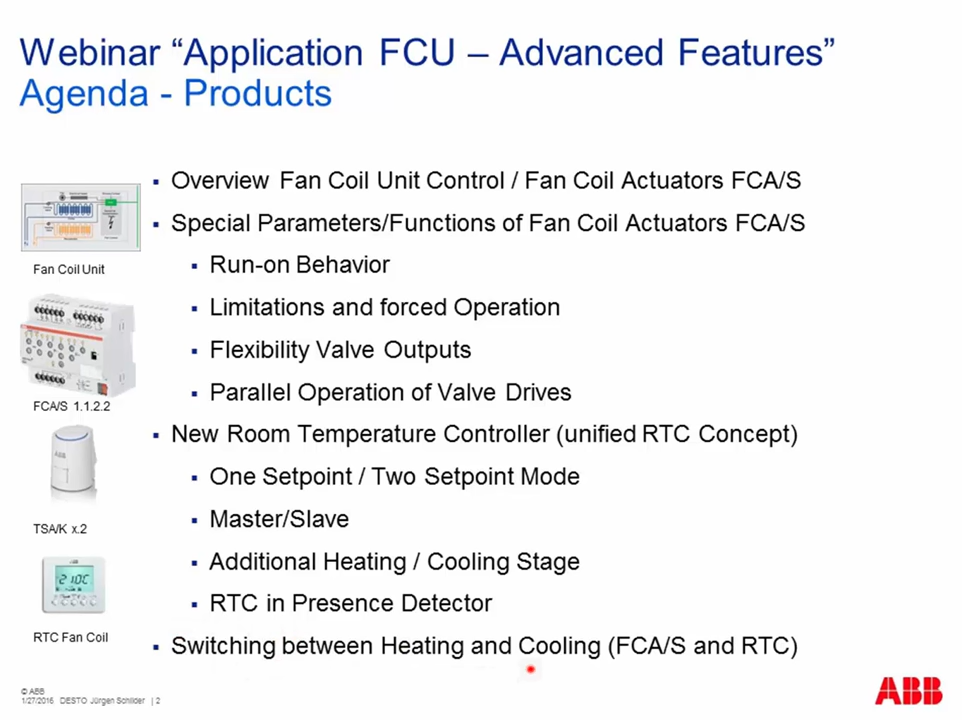 Webinar “Application FCU – Advanced Features”
Agenda - Products
▪ Overview Fan Coil Unit Control / Fan Coil Actuators FCA/S
▪ Special Parameters/Functions of Fan Coil Actuators FCA/S
▪ Run-on Behavior
▪ Limitations and forced Operation
▪ Flexibility Valve Outputs
▪ Parallel Operation of Valve Drives
▪ New Room Temperature Controller (unified RTC Concept)
▪ One Setpoint / Two Setpoint Mode
▪ Master/Slave
▪ Additional Heating / Cooling Stage
▪ RTC in Presence Detector
▪ Switching between Heating and Cooling (FCA/S and RTC)
Fan Coil Unit
FCA/S 1.1.2.2
ABB
TSA/K x.2
ABB
210C
RTC Fan Coil
© ABB
1/27/2016 DESTO Jürgen Schilder | 2
ABB